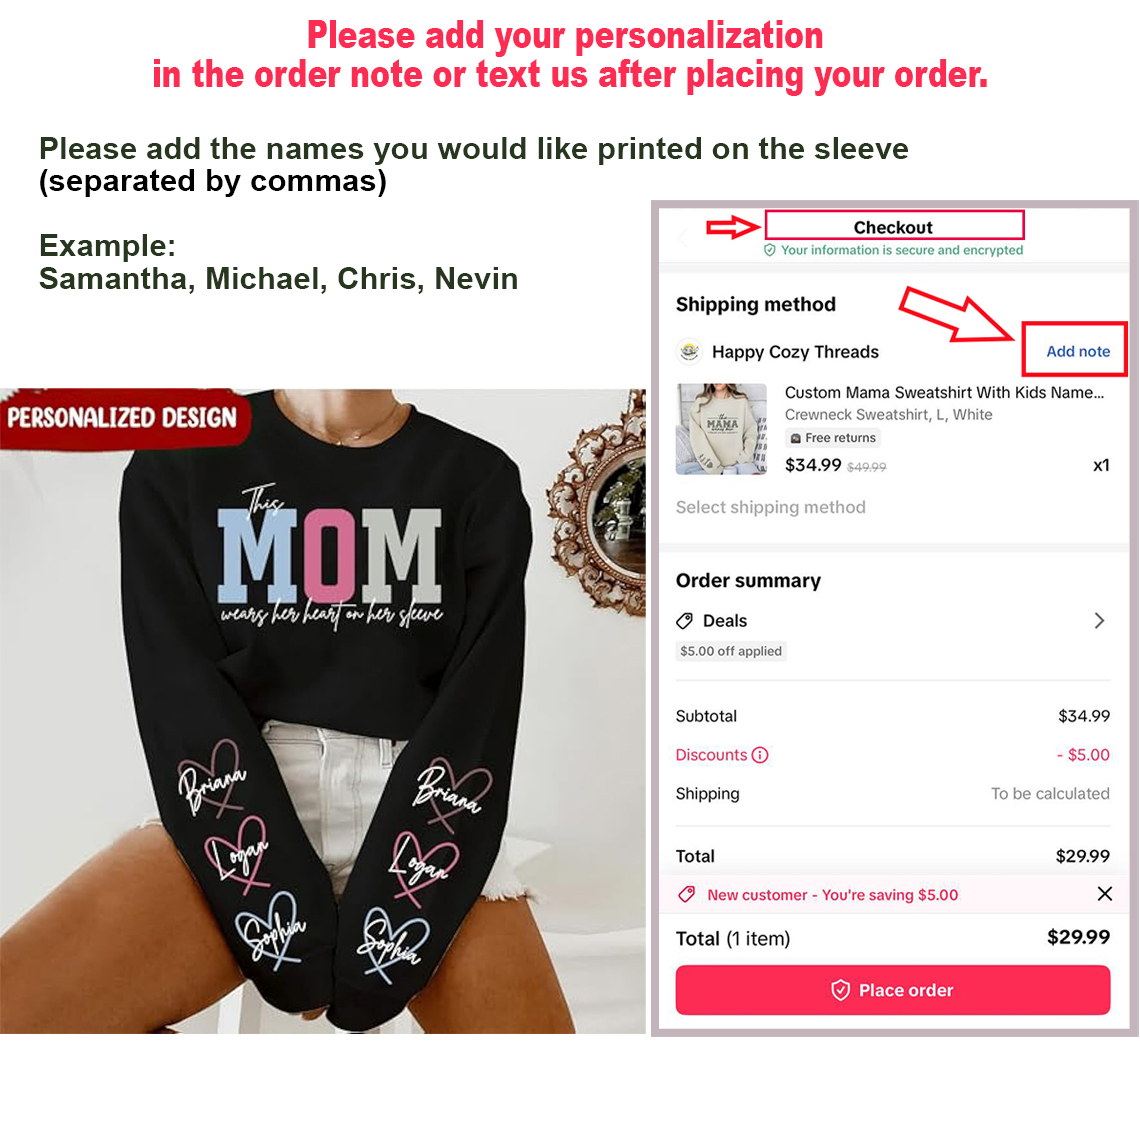 Please add your personalization
in the order note or text us after placing your order.
Please add the names you would like printed on the sleeve
(separated by commas)
Example:
Samantha, Michael, Chris, Nevin
PERSONALIZED DESIGN
This
MOM
wears her heart on her sleeve
Briana
Logan
Sophia
Briana
Logan
Sophia
Checkout
Your information is secure and encrypted
Shipping method
Happy Cozy Threads
Add note
Custom Mama Sweatshirt With Kids Name...
Crewneck Sweatshirt, L, White
Free returns
$34.99 $49.99
x1
MAMA
Select shipping method
Order summary
Deals
$5.00 off applied
Subtotal $34.99
Discounts - $5.00
Shipping To be calculated
Total $29.99
New customer - You're saving $5.00
Total (1 item) $29.99
Place order